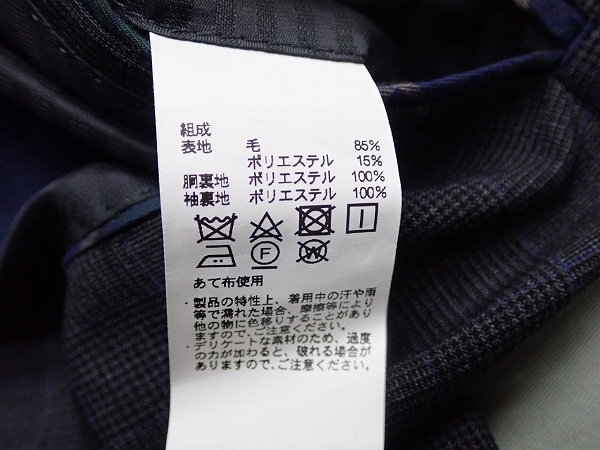 組成
表地 毛 85%
ポリエステル 15%
胴裏地 ポリエステル 100%
袖裏地 ポリエステル 100%
F W
あて布使用
・製品の特性上、着用中の汗や雨
等で濡れた場合、摩擦等により
他の物に色移りすることがあり
ますので、ご注意ください。
・デリケートな素材のため、過度
の力が加わると、破れる場合が
ありますので、ご注意ください。